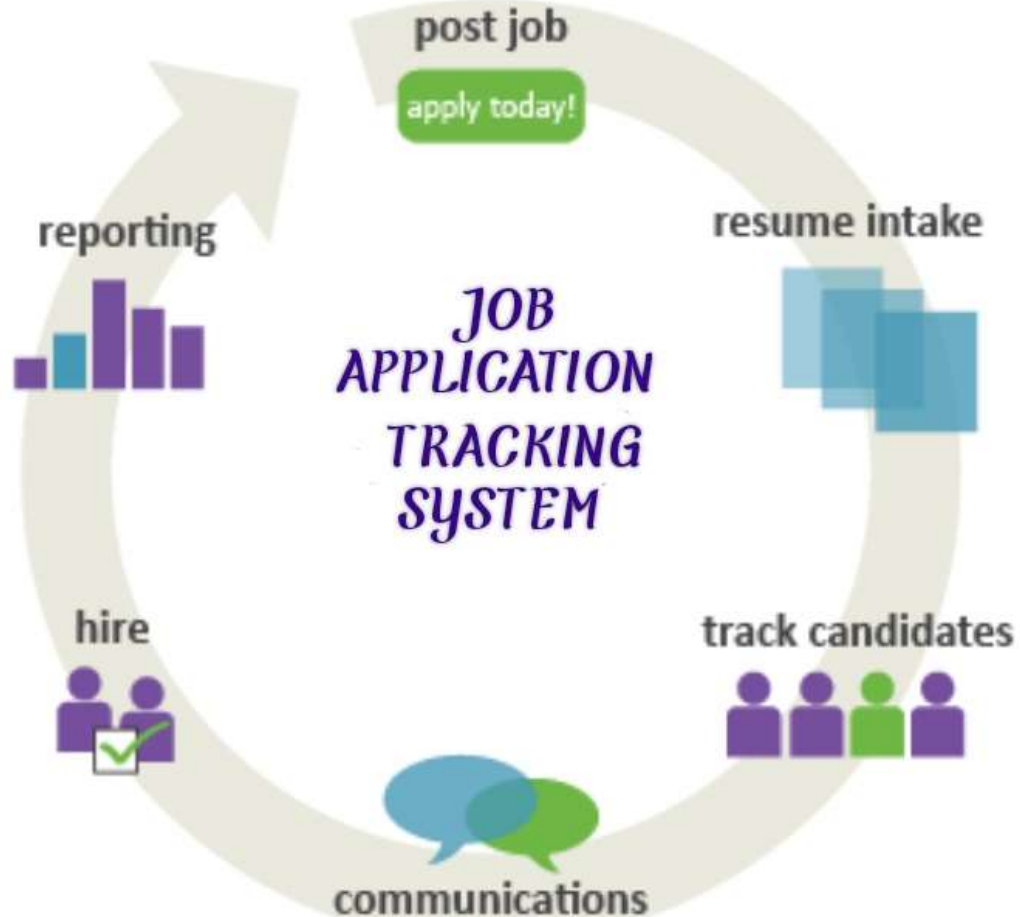 post job
apply today!
resume intake
reporting
JOB
APPLICATION
TRACKING
SYSTEM
hire
track candidates
communications